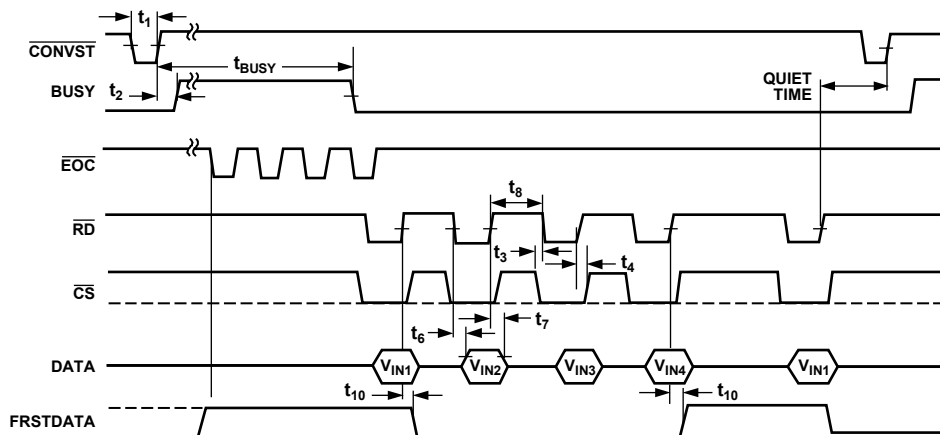 t1
CONVST
tBUSY
BUSY
t2
QUIET
TIME
EOC
t8
RD
t3
t4
CS
t6
t7
DATA
VIN1
VIN2
VIN3
VIN4
VIN1
t10
t10
FRSTDATA